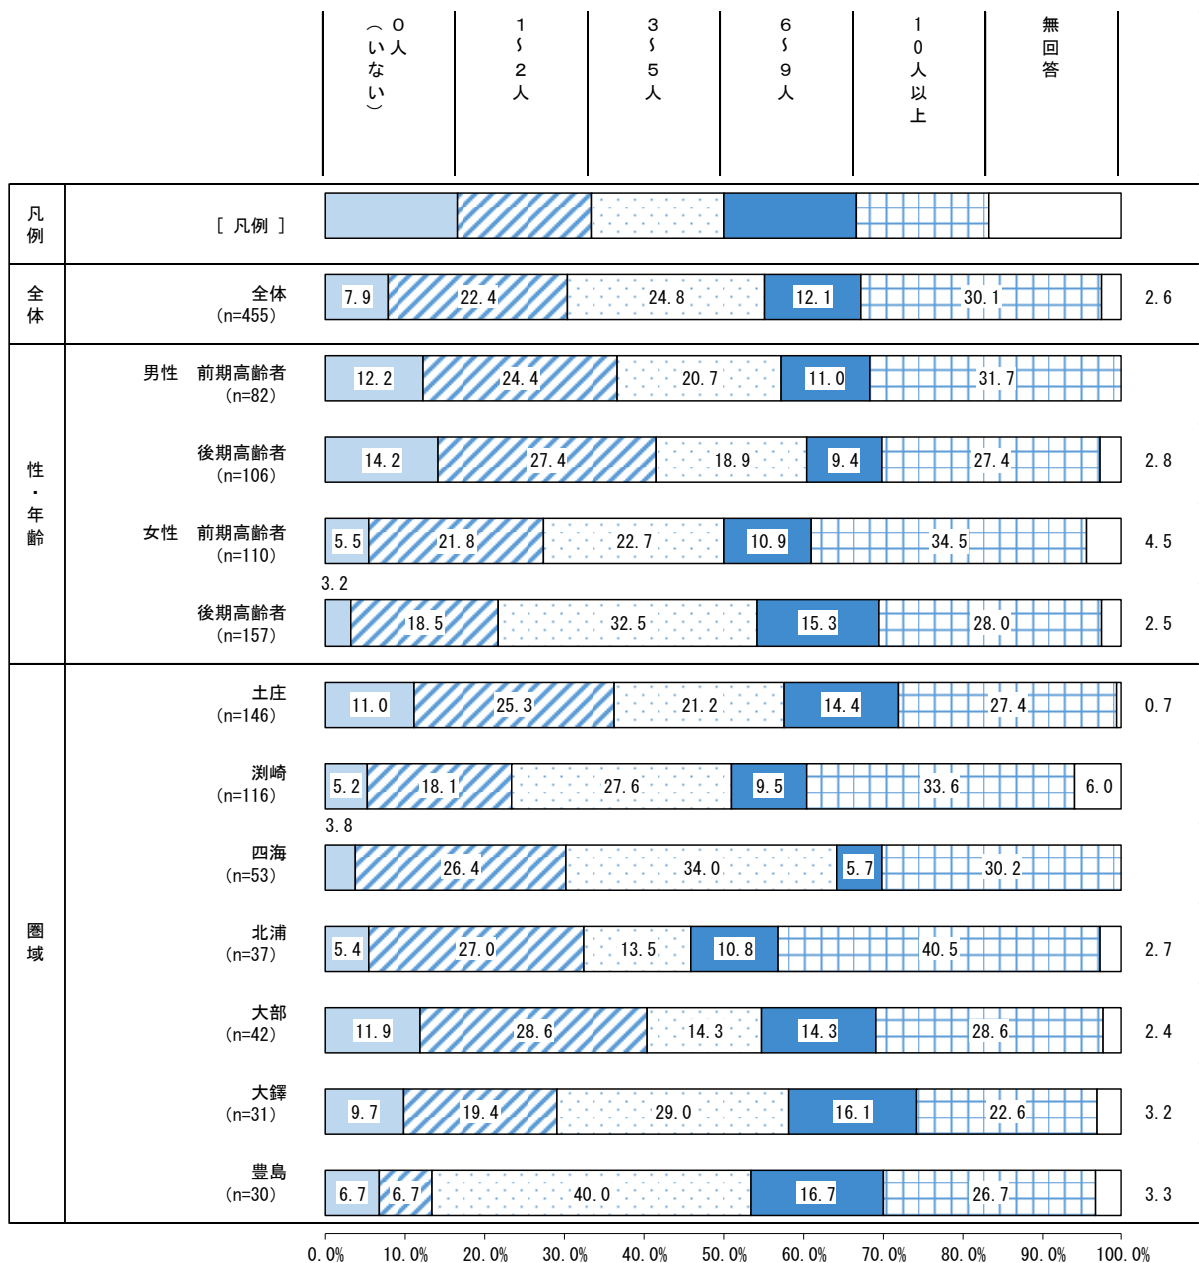 ０人（いない）
１～２人
３～５人
６～９人
１０人以上
無回答
凡例
[ 凡例 ]
全体
全体
(n=455)
7.9 22.4 24.8 12.1 30.1 2.6
性・年齢
男性　前期高齢者
(n=82)
12.2 24.4 20.7 11.0 31.7
後期高齢者
(n=106)
14.2 27.4 18.9 9.4 27.4 2.8
女性　前期高齢者
(n=110)
5.5 21.8 22.7 10.9 34.5 4.5
後期高齢者
(n=157)
3.2 18.5 32.5 15.3 28.0 2.5
圏域
土庄
(n=146)
11.0 25.3 21.2 14.4 27.4 0.7
渕崎
(n=116)
5.2 18.1 27.6 9.5 33.6 6.0
四海
(n=53)
3.8 26.4 34.0 5.7 30.2
北浦
(n=37)
5.4 27.0 13.5 10.8 40.5 2.7
大部
(n=42)
11.9 28.6 14.3 14.3 28.6 2.4
大鐸
(n=31)
9.7 19.4 29.0 16.1 22.6 3.2
豊島
(n=30)
6.7 6.7 40.0 16.7 26.7 3.3
0.0% 10.0% 20.0% 30.0% 40.0% 50.0% 60.0% 70.0% 80.0% 90.0% 100.0%